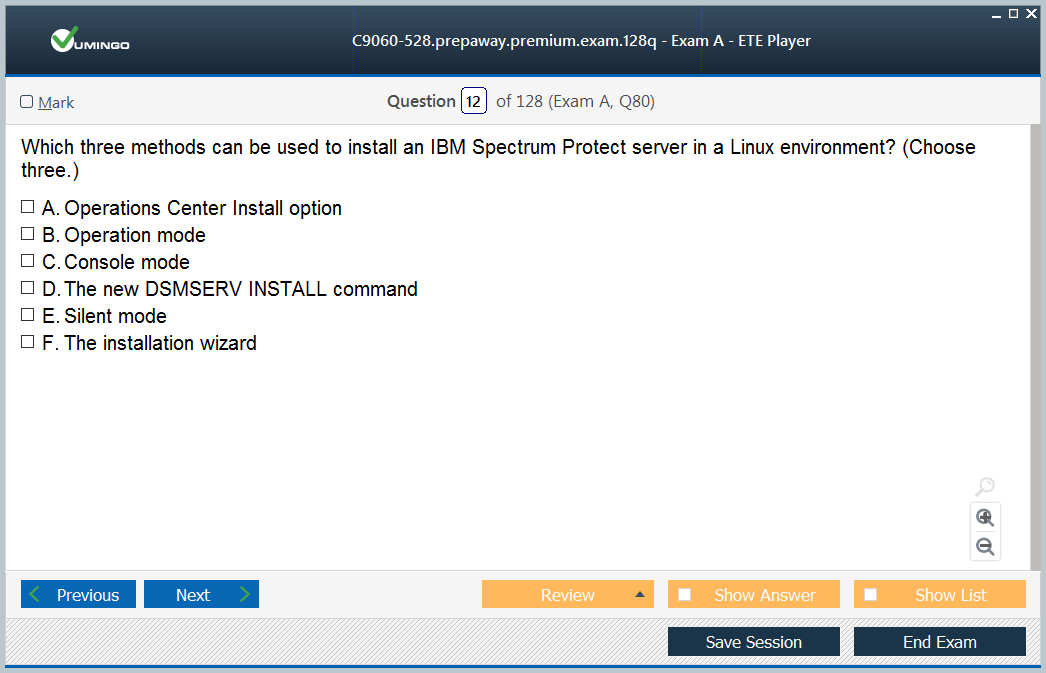 VUMINGO
C9060-528.prepaway.premium.exam.128q - Exam A - ETE Player
Mark
Question 12 of 128 (Exam A, Q80)
Which three methods can be used to install an IBM Spectrum Protect server in a Linux environment? (Choose
three.)
A. Operations Center Install option
B. Operation mode
C. Console mode
D. The new DSMSERV INSTALL command
E. Silent mode
F. The installation wizard
Previous
Next
Review
Show Answer
Show List
Save Session
End Exam